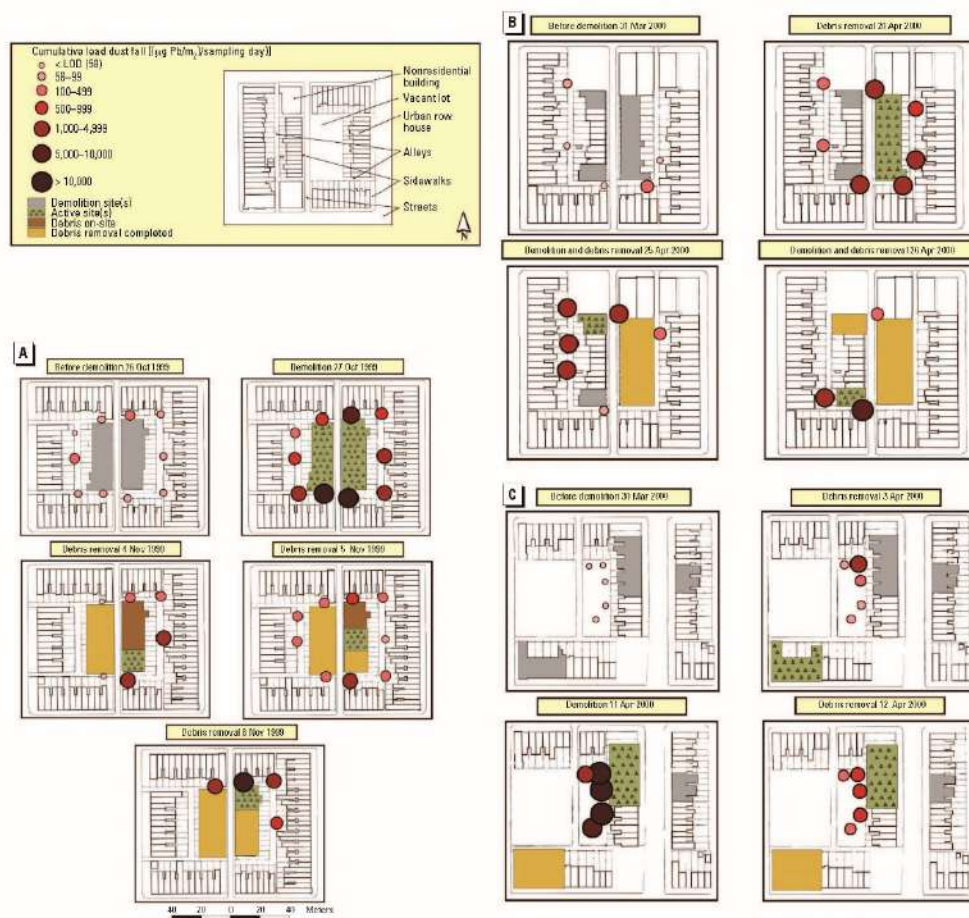 Cumulative lead dust fall [(µg Pb/m2)/sampling day)]
< LOD (58)
58–99
100–499
500–999
1,000–4,999
5,000–10,000
> 10,000
Demolition site(s)
Active site(s)
Debris on-site
Debris removal completed
Nonresidential
building
Vacant lot
Urban row
house
Alleys
Sidewalks
Streets
N
A
Before demolition 26 Oct 1999
Demolition 27 Oct 1999
Debris removal 4 Nov 1999
Debris removal 5 Nov 1999
Debris removal 8 Nov 1999
40 20 0 20 40 Meters
B
Before demolition 31 Mar 2000
Debris removal 20 Apr 2000
Demolition and debris removal 25 Apr 2000
Demolition and debris removal 26 Apr 2000
C
Before demolition 30 Mar 2000
Debris removal 3 Apr 2000
Demolition 11 Apr 2000
Debris removal 12 Apr 2000